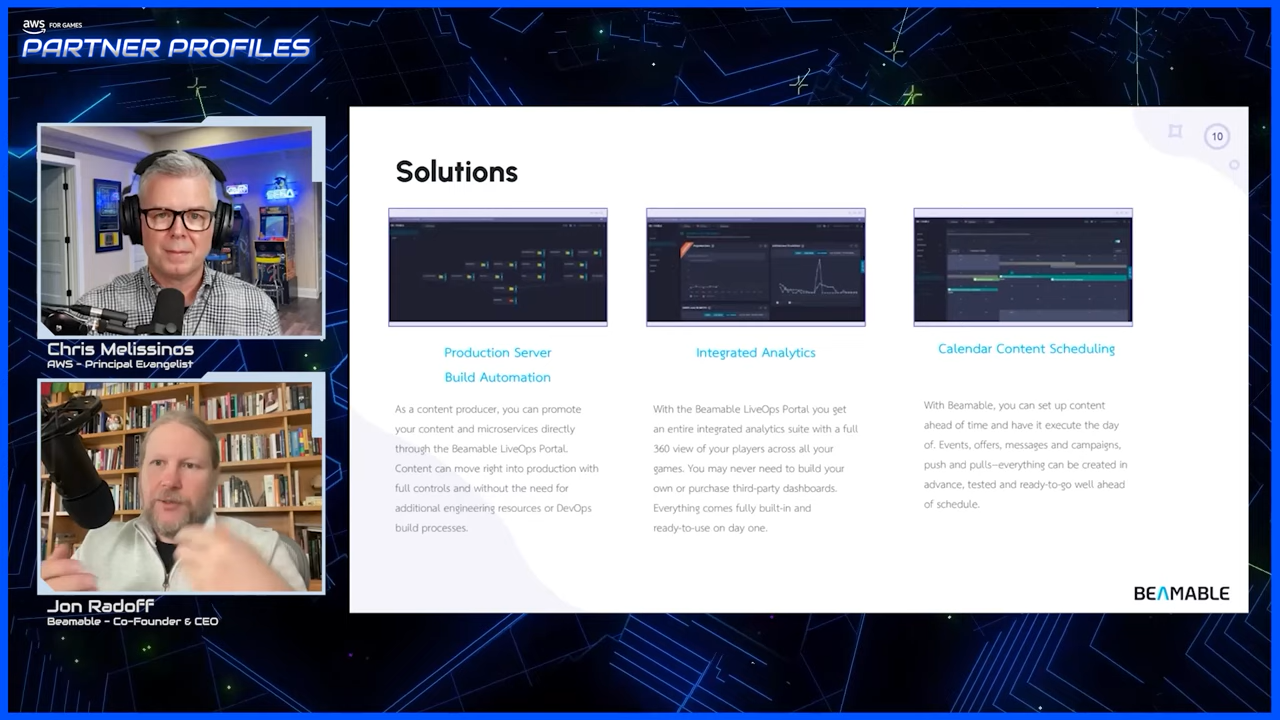 aws FOR GAMES
PARTNER PROFILES
Chris Melissinos
AWS - Principal Evangelist
Jon Radoff
Beamable - Co-Founder & CEO
10
Solutions
Production Server
Build Automation
As a content producer, you can promote
your content and microservices directly
through the Beamable LiveOps Portal.
Content can move right into production with
full controls and without the need for
additional engineering resources or DevOps
build processes.
Integrated Analytics
With the Beamable LiveOps Portal you get
an entire integrated analytics suite with a full
360 view of your players across all your
games. You may never need to build your
own or purchase third-party dashboards.
Everything comes fully built-in and
ready-to-use on day one.
Calendar Content Scheduling
With Beamable, you can set up content
ahead of time and have it execute the day
of. Events, offers, messages and campaigns,
push and pulls—everything can be created in
advance, tested and ready-to-go well ahead
of schedule.
BEAMABLE
SEGA